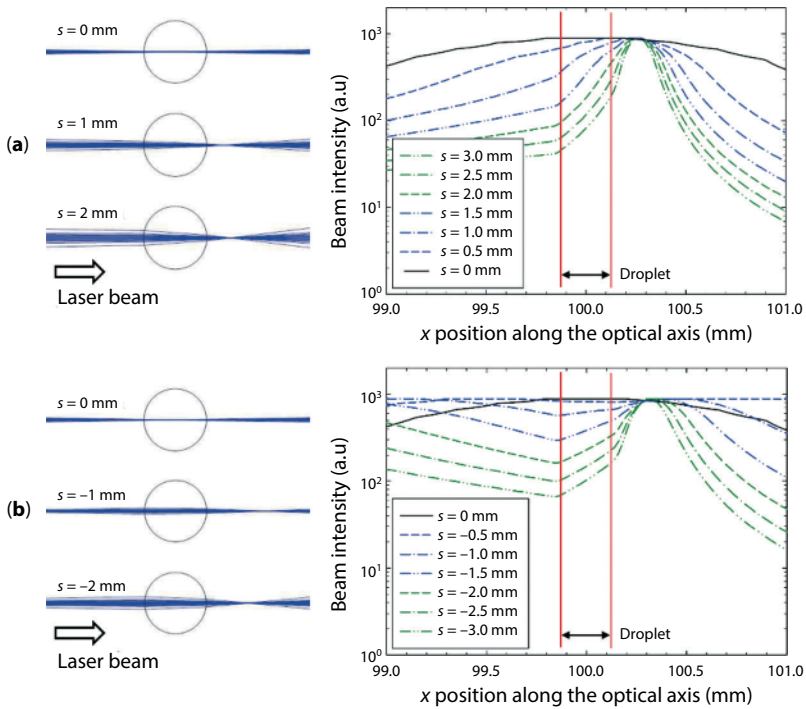 (a)
s = 0 mm
s = 1 mm
s = 2 mm
Laser beam
Beam intensity (a.u)
10³
10²
10¹
10⁰
s = 3.0 mm
s = 2.5 mm
s = 2.0 mm
s = 1.5 mm
s = 1.0 mm
s = 0.5 mm
s = 0 mm
Droplet
99.0 99.5 100.0 100.5 101.0
x position along the optical axis (mm)
(b)
s = 0 mm
s = –1 mm
s = –2 mm
Laser beam
Beam intensity (a.u)
10³
10²
10¹
10⁰
s = 0 mm
s = –0.5 mm
s = –1.0 mm
s = –1.5 mm
s = –2.0 mm
s = –2.5 mm
s = –3.0 mm
Droplet
99.0 99.5 100.0 100.5 101.0
x position along the optical axis (mm)